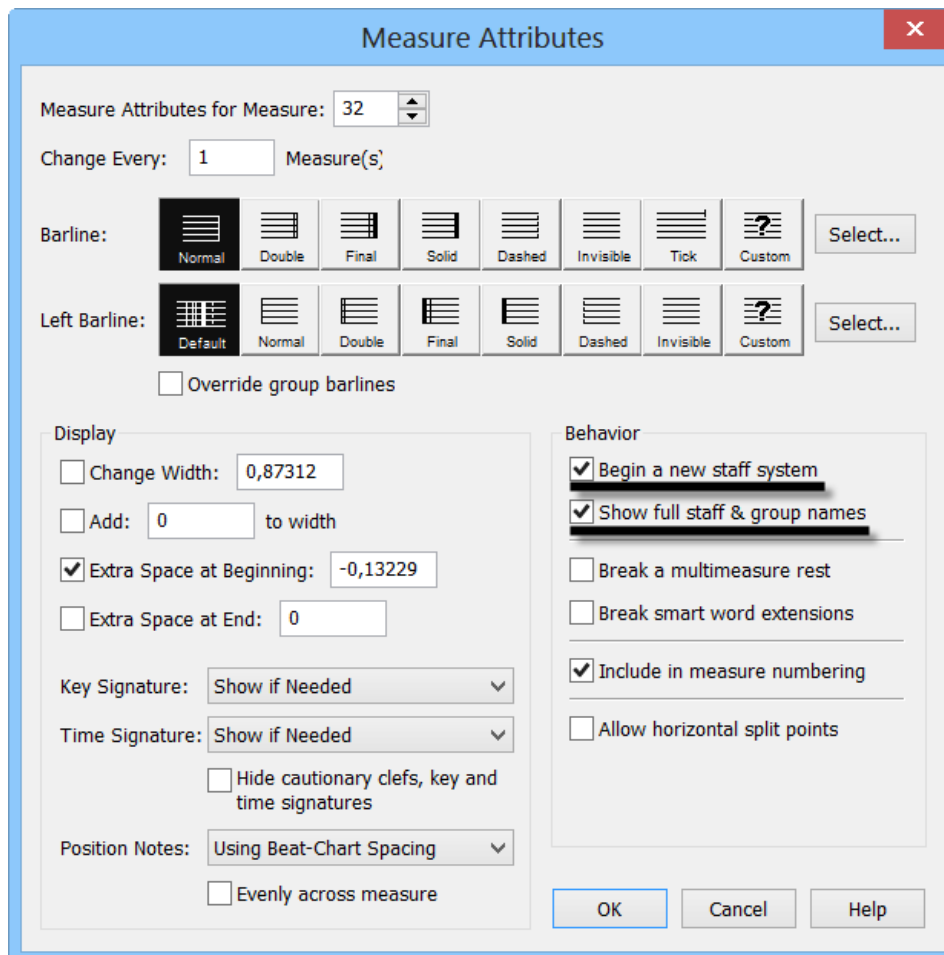 Measure Attributes
Measure Attributes for Measure: 32
Change Every: 1 Measure(s)
Barline: Normal Double Final Solid Dashed Invisible Tick Custom Select...
Left Barline: Default Normal Double Final Solid Dashed Invisible Custom Select...
Override group barlines
Display
Change Width: 0,87312
Add: 0 to width
Extra Space at Beginning: -0,13229
Extra Space at End: 0
Key Signature: Show if Needed
Time Signature: Show if Needed
Hide cautionary clefs, key and
time signatures
Position Notes: Using Beat-Chart Spacing
Evenly across measure
Behavior
Begin a new staff system
Show full staff & group names
Break a multimeasure rest
Break smart word extensions
Include in measure numbering
Allow horizontal split points
OK Cancel Help